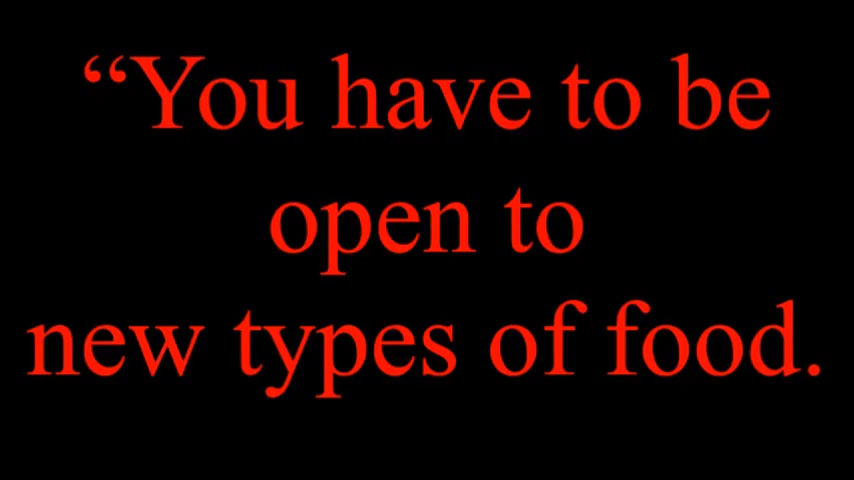 “You have to be
open to
new types of food.